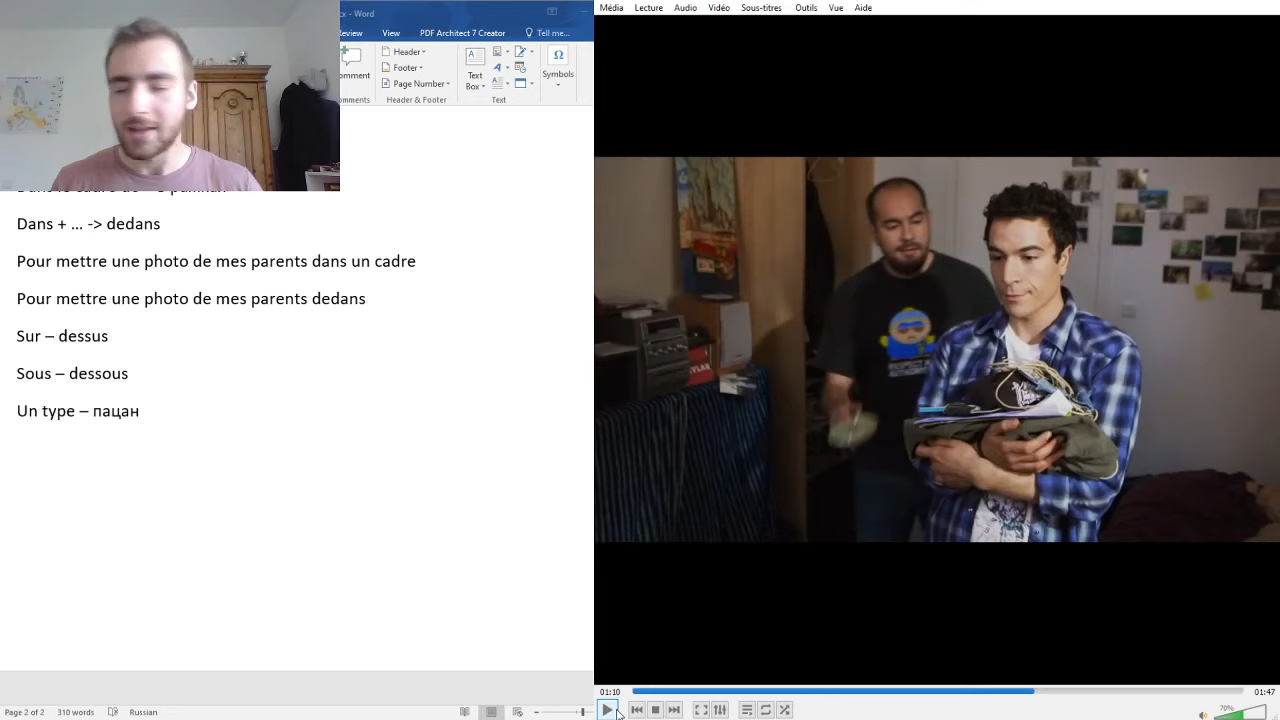 cx - Word
Review View PDF Architect 7 Creator Tell me...
Header
Footer
Page Number
Text
Box
Symbols
Header & Footer
Text
Dans + ... -> dedans
Pour mettre une photo de mes parents dans un cadre
Pour mettre une photo de mes parents dedans
Sur – dessus
Sous – dessous
Un type – пацан
Page 2 of 2 310 words Russian
Média Lecture Audio Vidéo Sous-titres Outils Vue Aide
01:10
01:47
70%